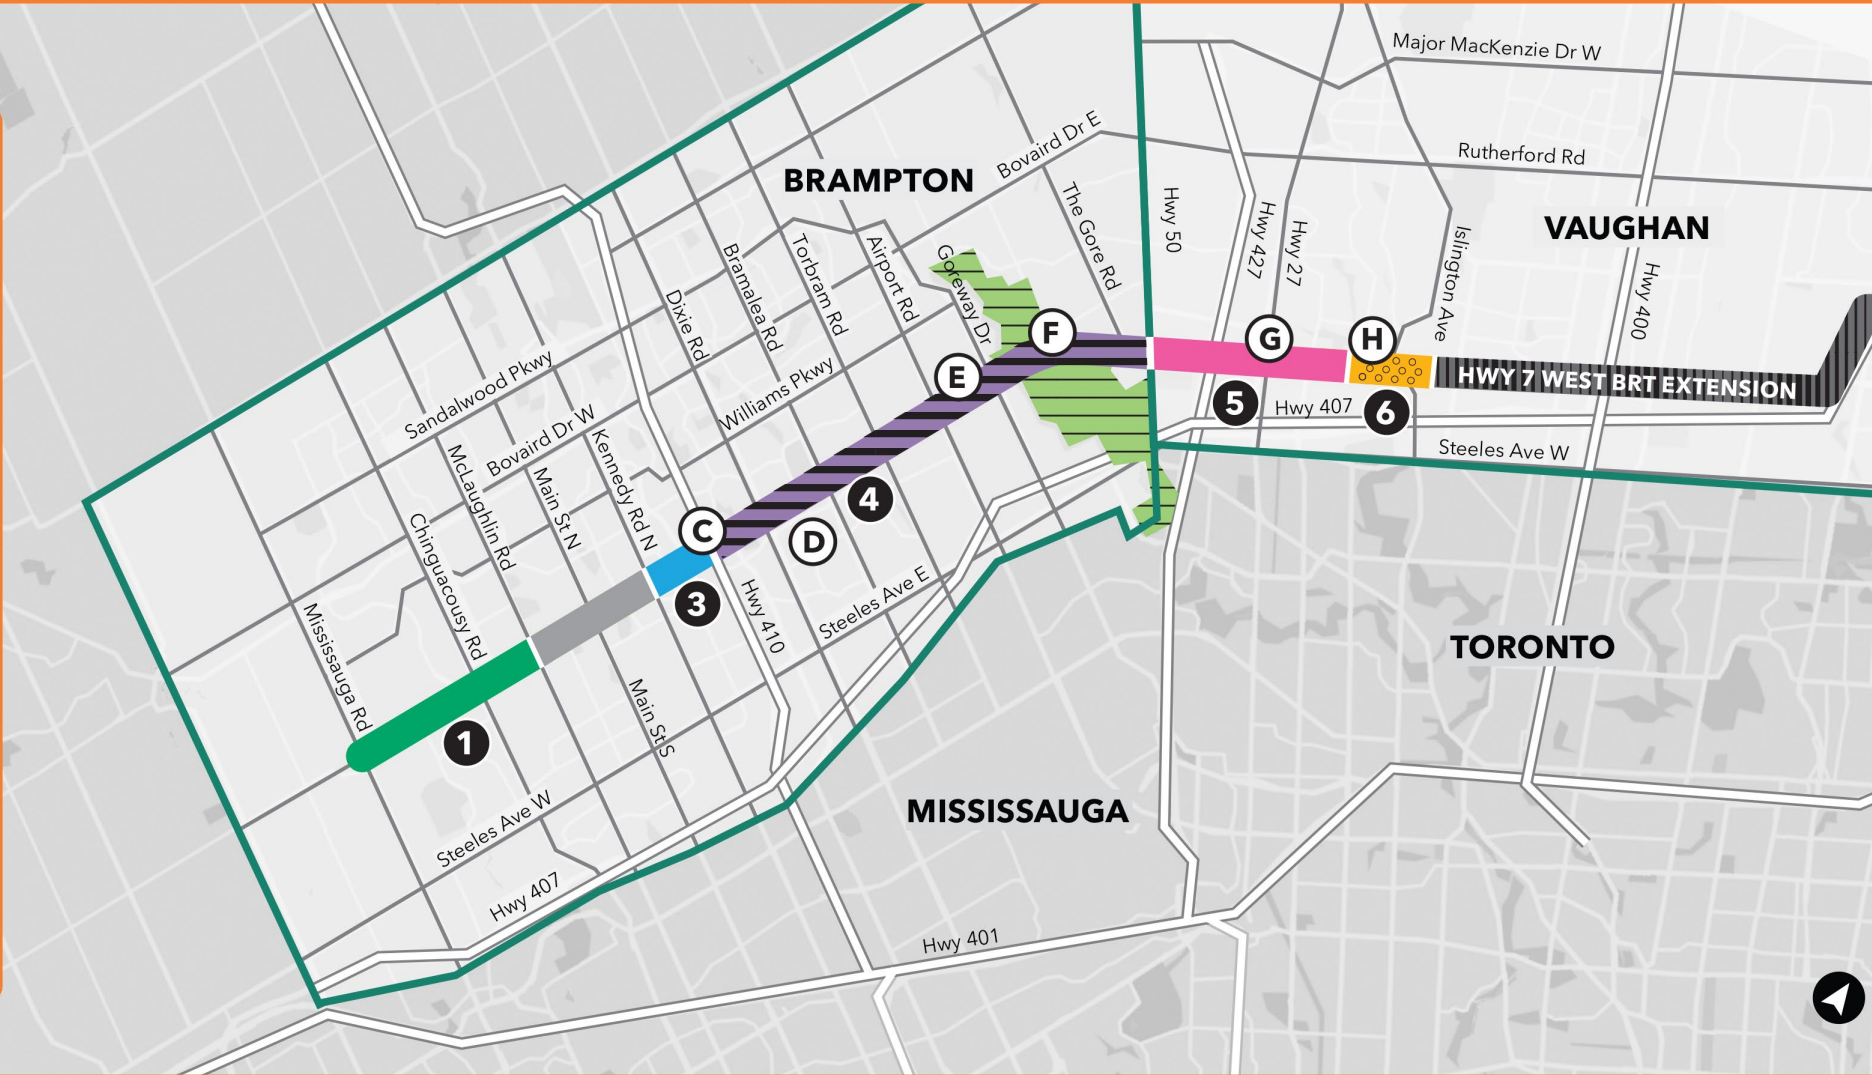 Major MacKenzie Dr W
Bovaird Dr E
Rutherford Rd
BRAMPTON
The Gore Rd
Hwy 50
Hwy 427
Hwy 27
Islington Ave
VAUGHAN
Hwy 400
Dixie Rd
Bramalea Rd
Torbram Rd
Airport Rd
Goreway Dr
F
G
H
E
HWY 7 WEST BRT EXTENSION
5
Hwy 407
6
Steeles Ave W
Sandalwood Pkwy
Williams Pkwy
Bovaird Dr W
McLaughlin Rd
Main St N
Kennedy Rd N
4
C
D
Chinguacousy Rd
3
Hwy 410
Steeles Ave E
Mississauga Rd
TORONTO
1
Main St S
MISSISSAUGA
Steeles Ave W
Hwy 407
Hwy 401